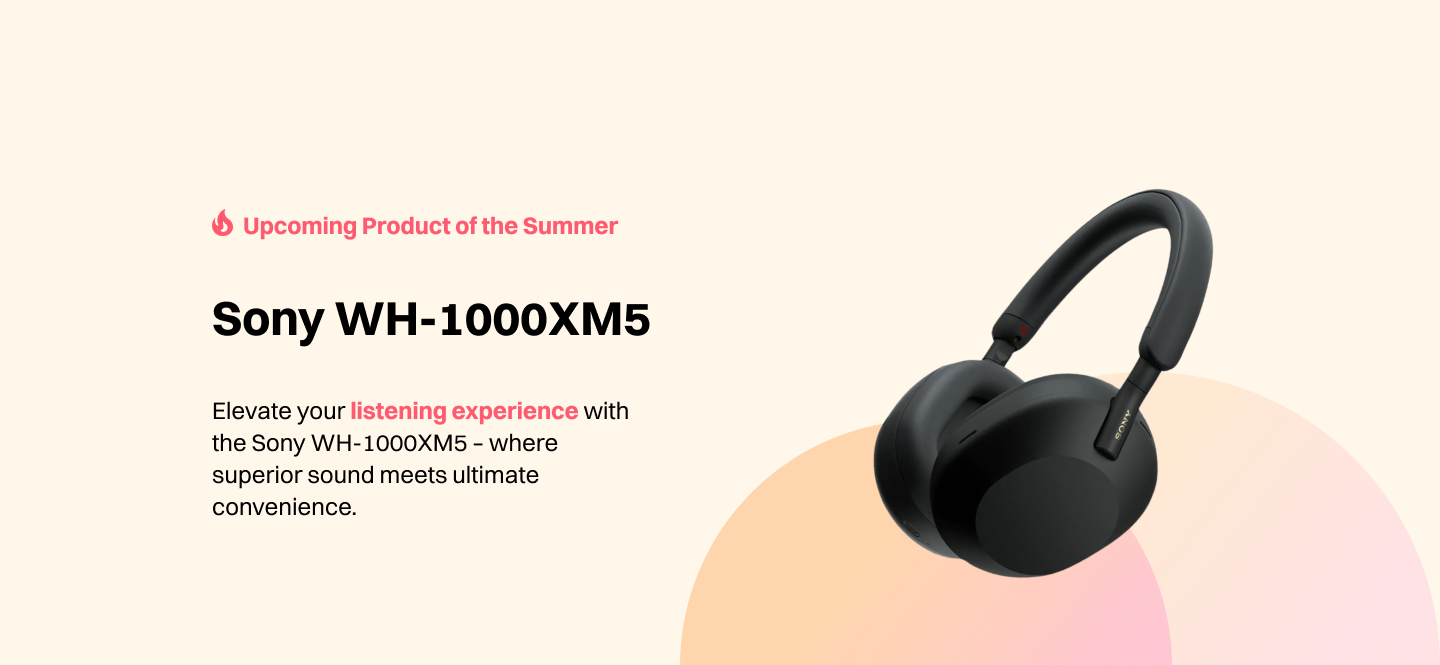 Upcoming Product of the Summer
Sony WH-1000XM5
Elevate your listening experience with
the Sony WH-1000XM5 – where
superior sound meets ultimate
convenience.
SONY